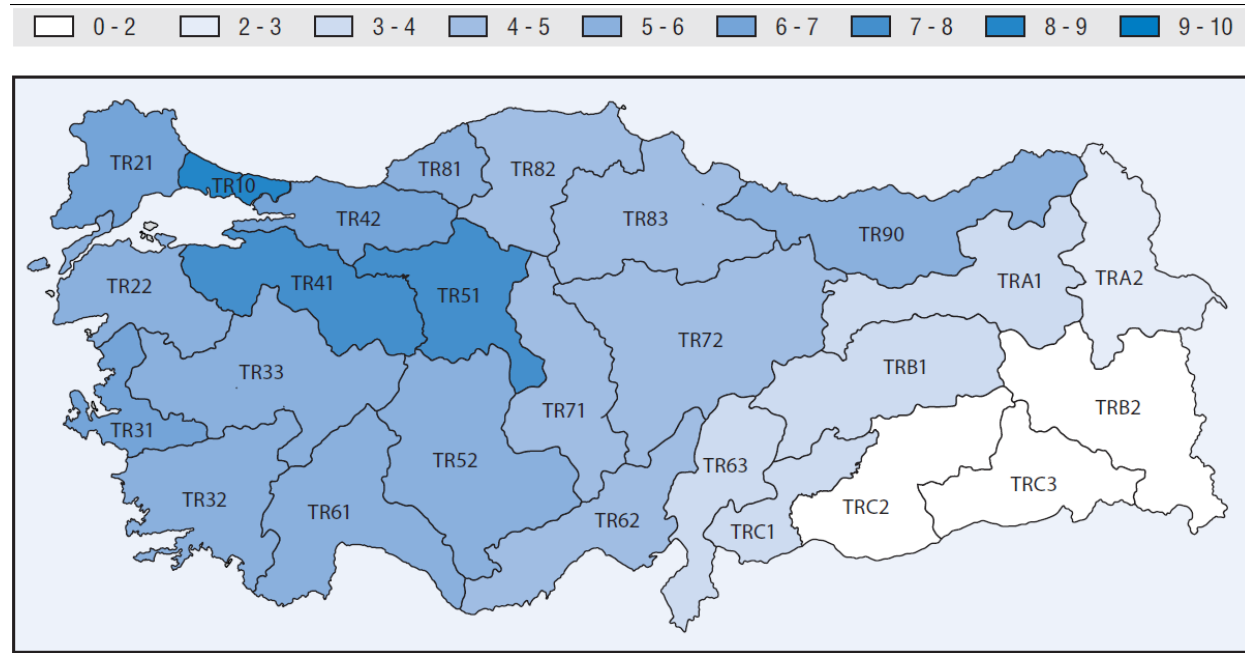 0 - 2 2 - 3 3 - 4 4 - 5 5 - 6 6 - 7 7 - 8 8 - 9 9 - 10
TR21
TR10
TR81
TR82
TR42
TR83
TR90
TR22
TR41
TR51
TRA1
TRA2
TR72
TR33
TRB1
TR31
TR71
TRB2
TR52
TR63
TR32
TRC3
TR61
TR62
TRC2
TRC1